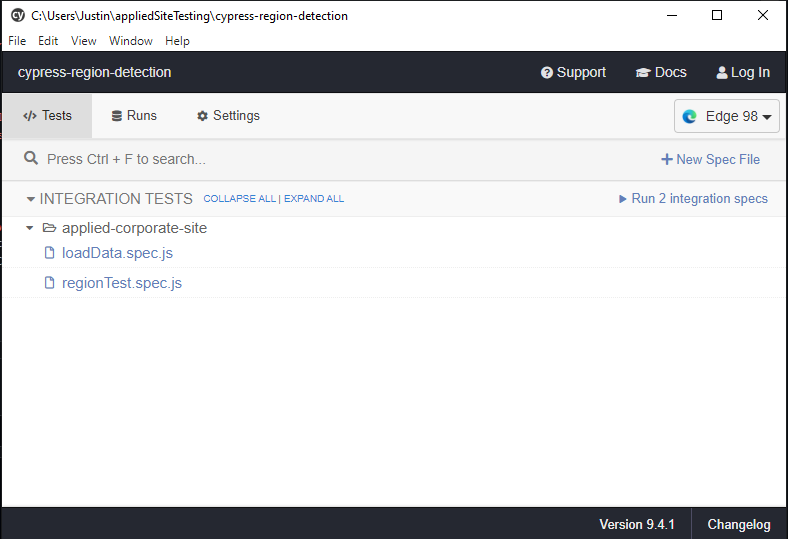 cy C:\Users\Justin\appliedSiteTesting\cypress-region-detection
File Edit View Window Help
cypress-region-detection Support Docs Log In
Tests Runs Settings Edge 98
Press Ctrl + F to search... New Spec File
INTEGRATION TESTS COLLAPSE ALL | EXPAND ALL Run 2 integration specs
applied-corporate-site
loadData.spec.js
regionTest.spec.js
Version 9.4.1 Changelog